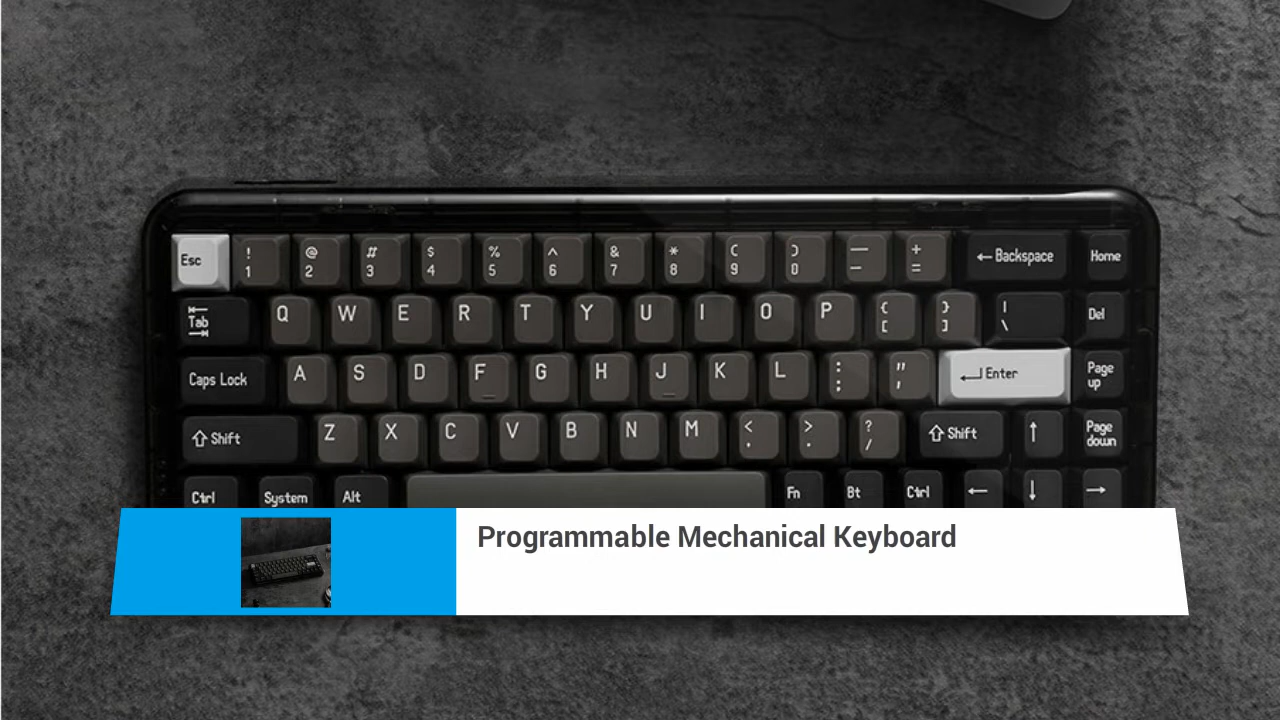 Esc ! 1 @ 2 # 3 $ 4 % 5 ^ 6 & 7 * 8 ( 9 ) 0 — - + = ← Backspace Home
Tab Q W E R T Y U I O P { [ } ] | \ Del
Caps Lock A S D F G H J K L : ; " ' ↵ Enter Page up
⇧ Shift Z X C V B N M < , > . ? / ⇧ Shift ↑ Page down
Ctrl System Alt Fn Bt Ctrl ← ↓ →
Programmable Mechanical Keyboard